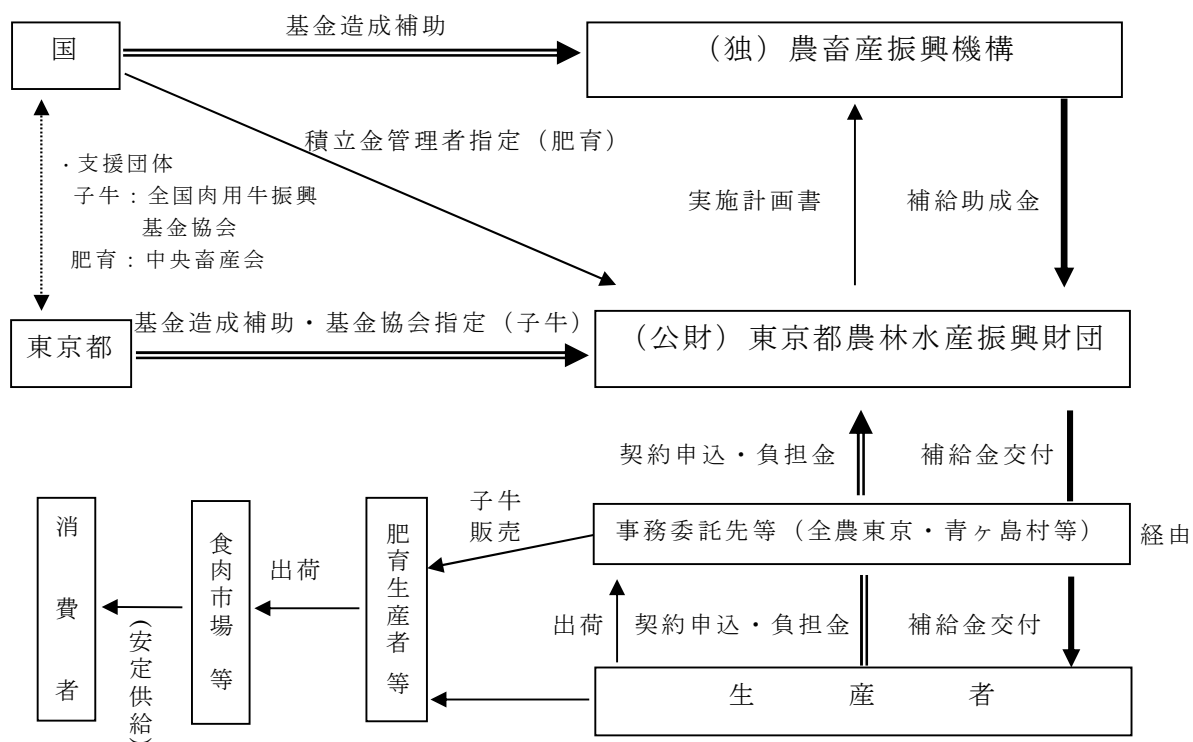 基金造成補助
国
（独）農畜産振興機構
積立金管理者指定（肥育）
・支援団体
子牛：全国肉用牛振興
基金協会
肥育：中央畜産会
実施計画書
補給助成金
基金造成補助・基金協会指定（子牛）
東京都
（公財）東京都農林水産振興財団
契約申込・負担金
補給金交付
子牛
販売
事務委託先等（全農東京・青ヶ島村等）
経由
消費者
食肉市場等
出荷
肥育生産者等
（安定供給）
出荷
契約申込・負担金
補給金交付
生産者